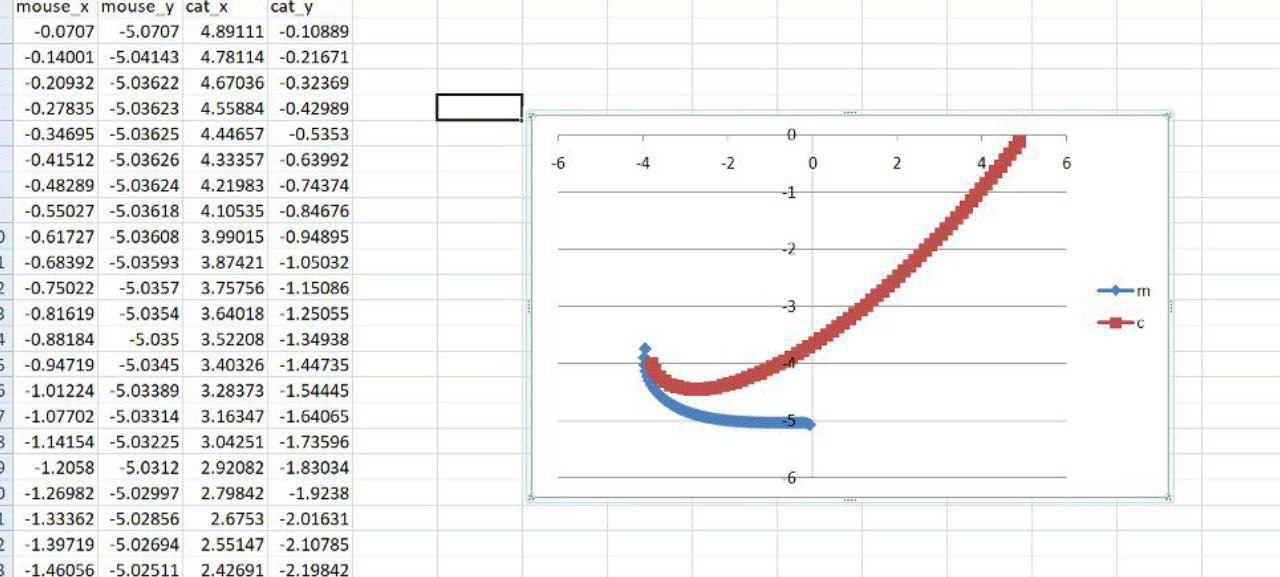 mouse_x mouse_y cat_x cat_y
-0.0707 -5.0707 4.89111 -0.10889
-0.14001 -5.04143 4.78114 -0.21671
-0.20932 -5.03622 4.67036 -0.32369
-0.27835 -5.03623 4.55884 -0.42989
-0.34695 -5.03625 4.44657 -0.5353
-0.41512 -5.03626 4.33357 -0.63992
-0.48289 -5.03624 4.21983 -0.74374
-0.55027 -5.03618 4.10535 -0.84676
-0.61727 -5.03608 3.99015 -0.94895
-0.68392 -5.03593 3.87421 -1.05032
-0.75022 -5.0357 3.75756 -1.15086
-0.81619 -5.0354 3.64018 -1.25055
-0.88184 -5.035 3.52208 -1.34938
-0.94719 -5.0345 3.40326 -1.44735
-1.01224 -5.03389 3.28373 -1.54445
-1.07702 -5.03314 3.16347 -1.64065
-1.14154 -5.03225 3.04251 -1.73596
-1.2058 -5.0312 2.92082 -1.83034
-1.26982 -5.02997 2.79842 -1.9238
-1.33362 -5.02856 2.6753 -2.01631
-1.39719 -5.02694 2.55147 -2.10785
-1.46056 -5.02511 2.42691 -2.19842
0
-6 -4 -2 0 2 4 6
-1
-2
-3
-4
-5
-6
m
c